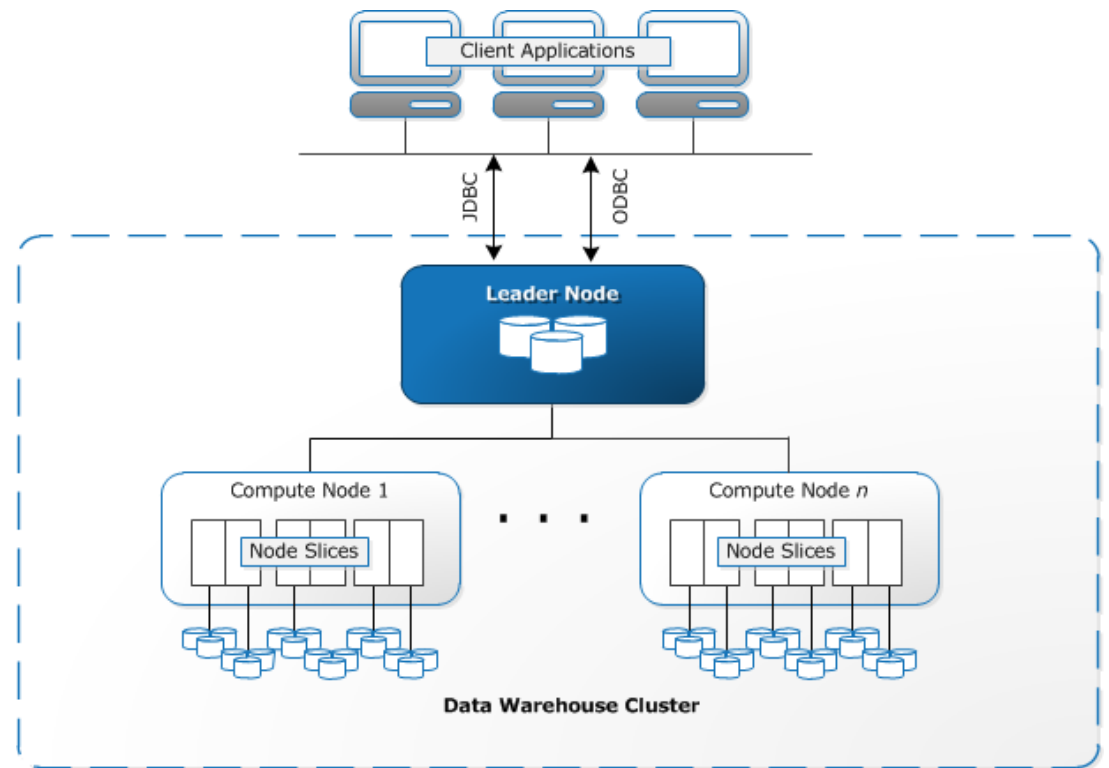 Client Applications
JDBC
ODBC
Leader Node
Compute Node 1
Compute Node n
. . .
Node Slices
Node Slices
Data Warehouse Cluster